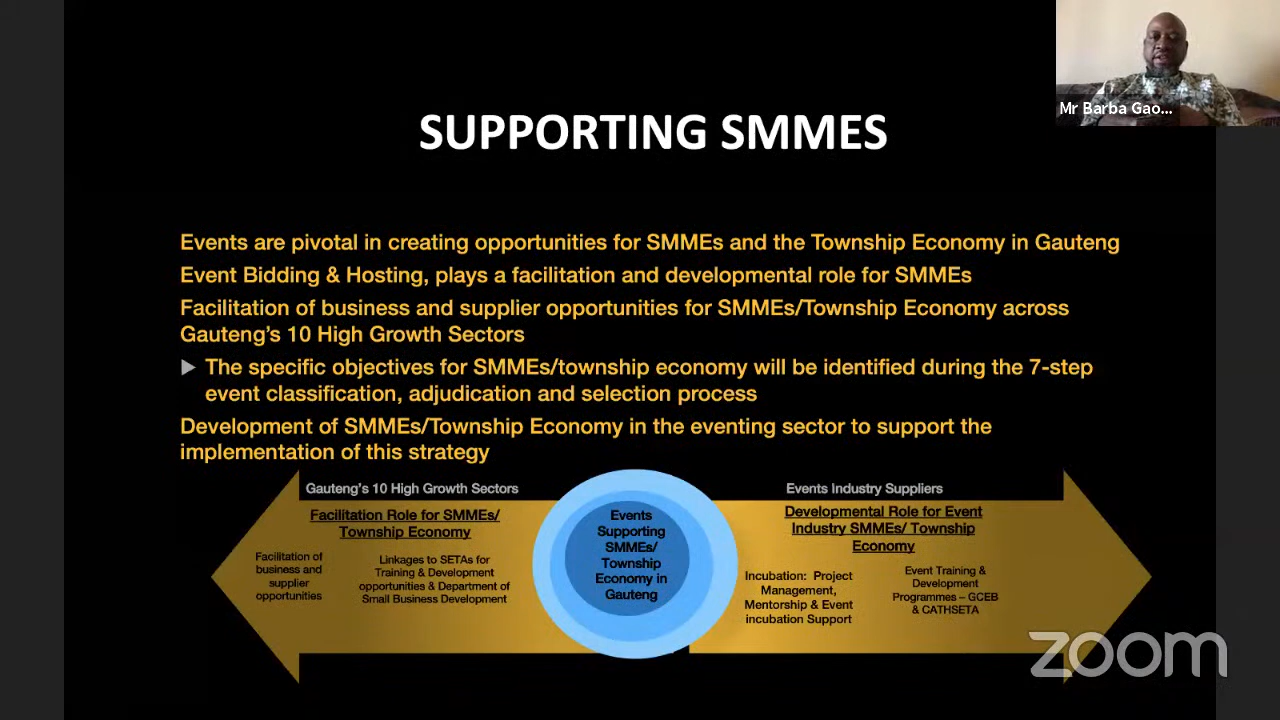 Mr Barba Gao...
SUPPORTING SMMES
Events are pivotal in creating opportunities for SMMEs and the Township Economy in Gauteng
Event Bidding & Hosting, plays a facilitation and developmental role for SMMEs
Facilitation of business and supplier opportunities for SMMEs/Township Economy across
Gauteng's 10 High Growth Sectors
The specific objectives for SMMEs/township economy will be identified during the 7-step
event classification, adjudication and selection process
Development of SMMEs/Township Economy in the eventing sector to support the
implementation of this strategy
Gauteng's 10 High Growth Sectors
Facilitation Role for SMMEs/
Township Economy
Facilitation of
business and
supplier
opportunities
Linkages to SETAs for
Training & Development
opportunities & Department of
Small Business Development
Events
Supporting
SMMEs/
Township
Economy in
Gauteng
Events Industry Suppliers
Developmental Role for Event
Industry SMMEs/ Township
Economy
Incubation: Project
Management,
Mentorship & Event
incubation Support
Event Training &
Development
Programmes – GCEB
& CATHSETA
zoom